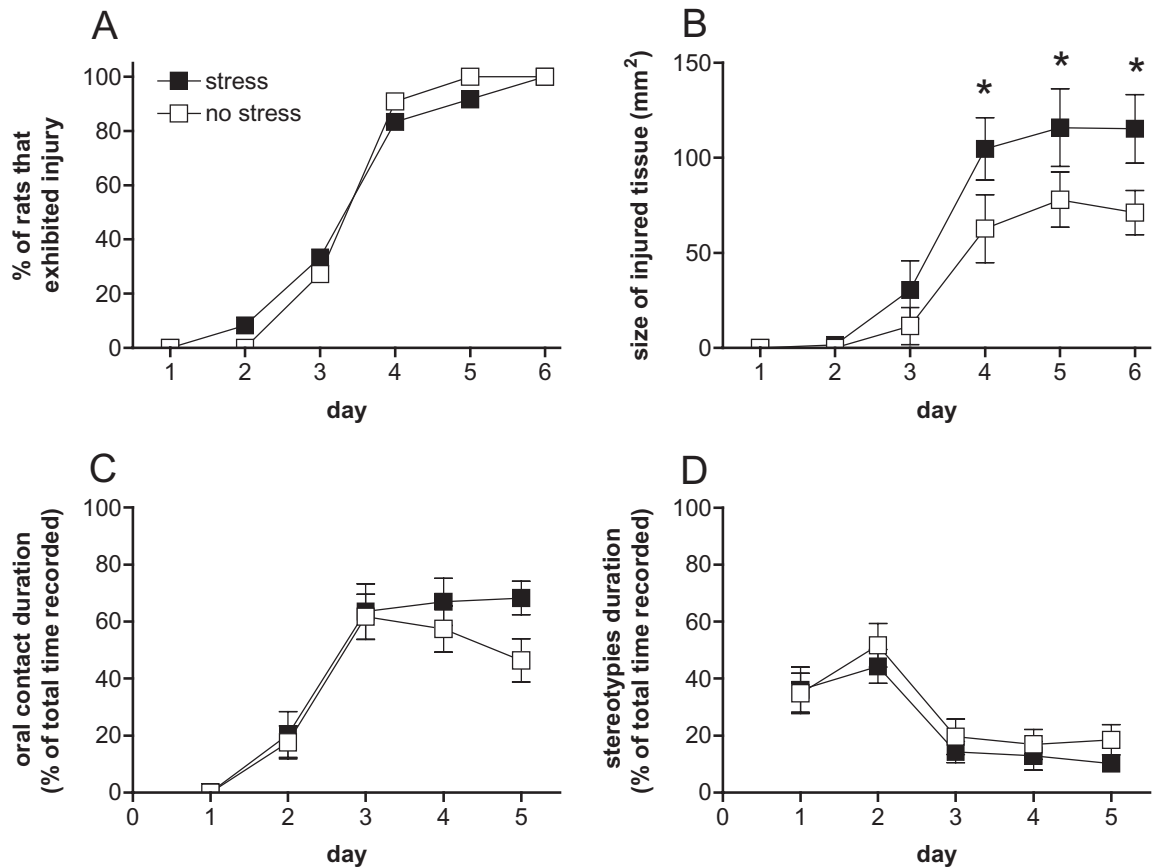 A
% of rats that
exhibited injury
100
80
60
40
20
0
stress
no stress
1 2 3 4 5 6
day
B
size of injured tissue (mm²)
150
100
50
0
* * *
1 2 3 4 5 6
day
C
oral contact duration
(% of total time recorded)
100
80
60
40
20
0
0 1 2 3 4 5
day
D
stereotypies duration
(% of total time recorded)
100
80
60
40
20
0
0 1 2 3 4 5
day